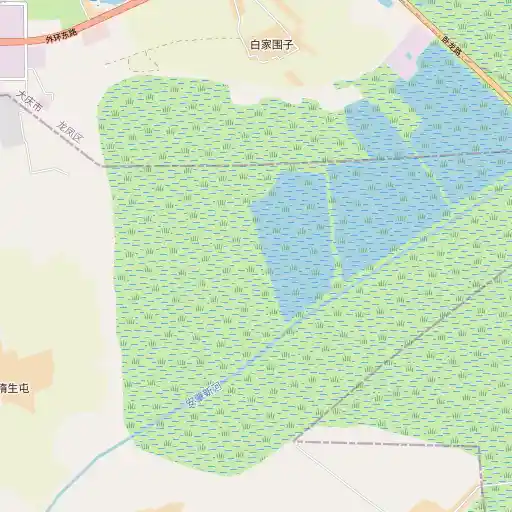 外环东路
白家围子
卧龙路
大庆市
龙凤区
安肇新河
隋生屯